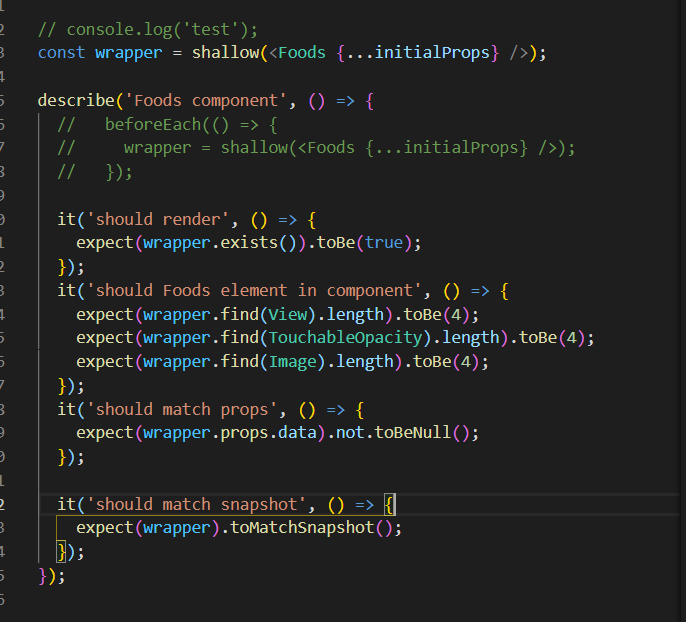 // console.log('test');
const wrapper = shallow(<Foods {...initialProps} />);
describe('Foods component', () => {
//   beforeEach(() => {
//     wrapper = shallow(<Foods {...initialProps} />);
//   });
it('should render', () => {
expect(wrapper.exists()).toBe(true);
});
it('should Foods element in component', () => {
expect(wrapper.find(View).length).toBe(4);
expect(wrapper.find(TouchableOpacity).length).toBe(4);
expect(wrapper.find(Image).length).toBe(4);
});
it('should match props', () => {
expect(wrapper.props.data).not.toBeNull();
});
it('should match snapshot', () => {
expect(wrapper).toMatchSnapshot();
});
});